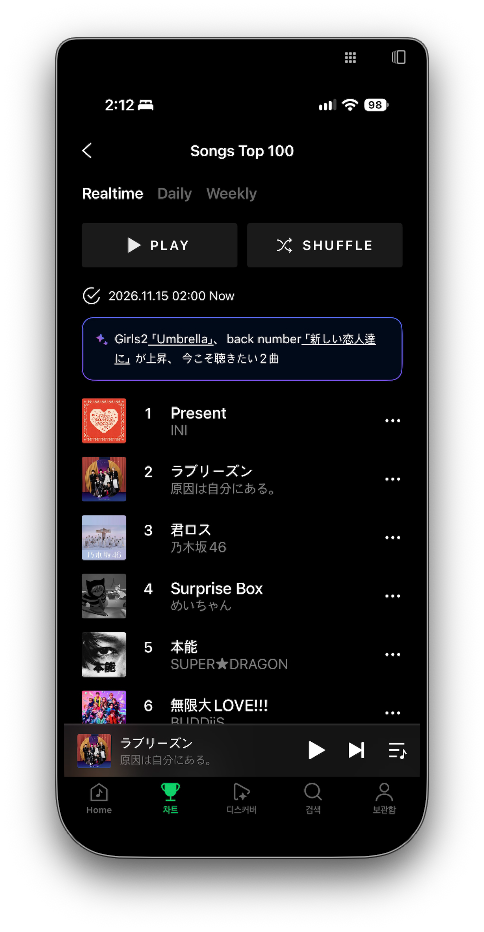 2:12
98
Songs Top 100
Realtime Daily Weekly
PLAY
SHUFFLE
2026.11.15 02:00 Now
Girls2「Umbrella」、back number「新しい恋人達
に」が上昇、今こそ聴きたい2曲
1 Present
INI
2 ラブリーズン
原因は自分にある。
3 君ロス
乃木坂46
4 Surprise Box
めいちゃん
5 本能
SUPER★DRAGON
6 無限大LOVE!!!
BUDDiiS
ラブリーズン
原因は自分にある。
Home 차트 디스커버 검색 보관함